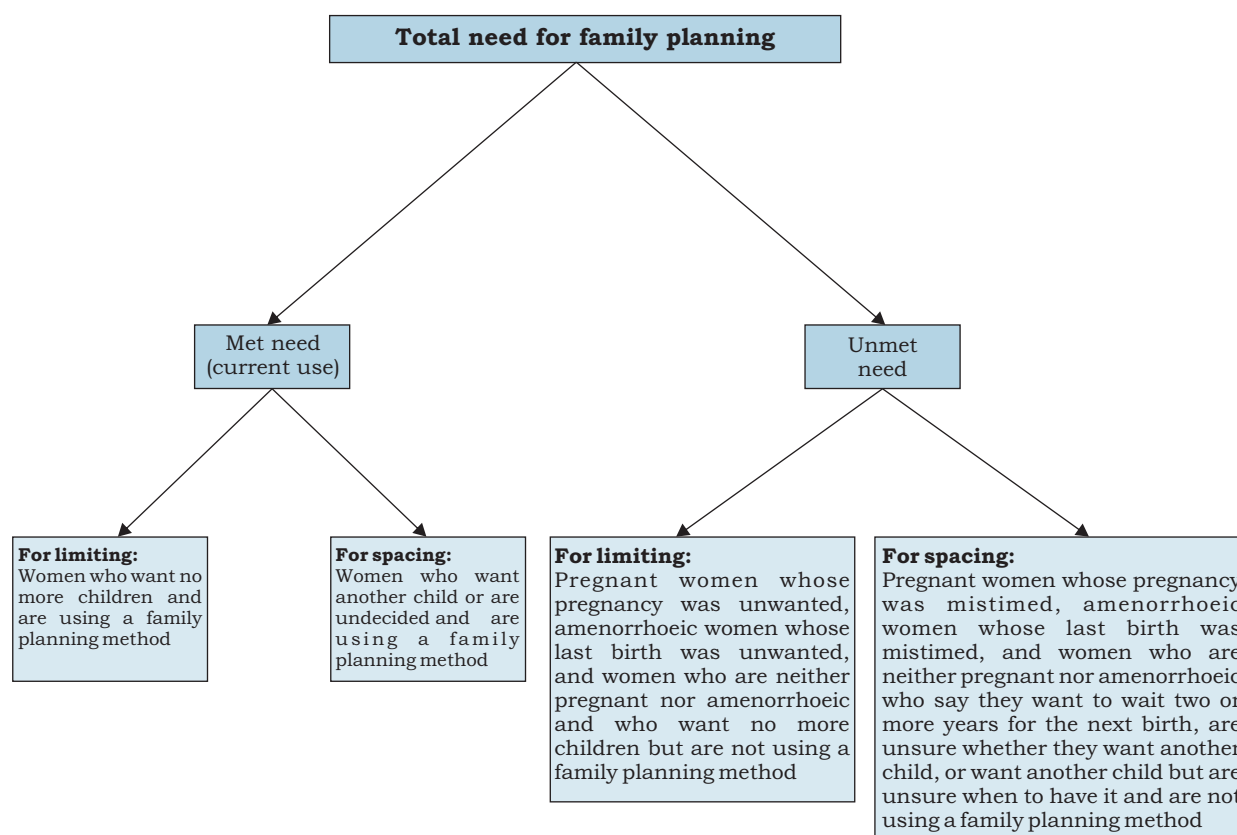 Total need for family planning
Met need
(current use)
Unmet
need
For limiting:
Women who want no
more children and
are using a family
planning method
For spacing:
Women who want
another child or are
undecided and are
using a family
planning method
For limiting:
Pregnant women whose
pregnancy was unwanted,
amenorrhoeic women whose
last birth was unwanted,
and women who are neither
pregnant nor amenorrhoeic
and who want no more
children but are not using a
family planning method
For spacing:
Pregnant women whose pregnancy
was mistimed, amenorrhoeic
women whose last birth was
mistimed, and women who are
neither pregnant nor amenorrhoeic
who say they want to wait two or
more years for the next birth, are
unsure whether they want another
child, or want another child but are
unsure when to have it and are not
using a family planning method